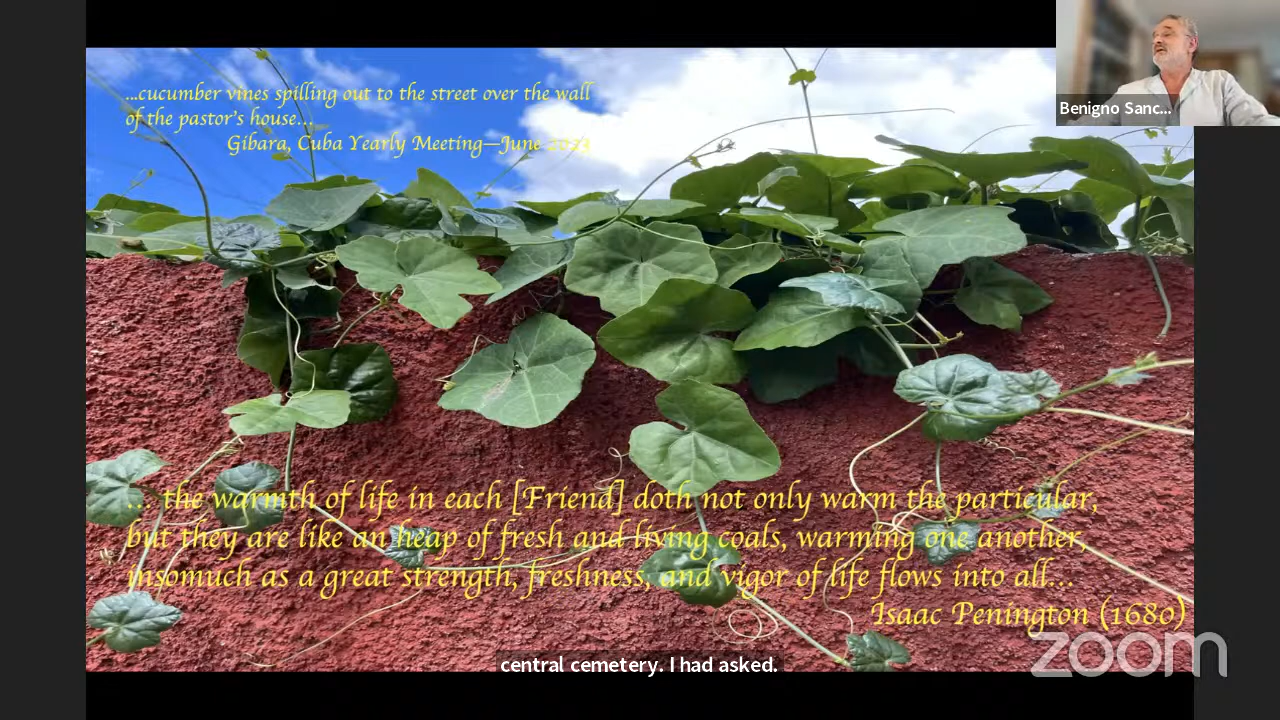 ...cucumber vines spilling out to the street over the wall
of the pastor's house...
Gibara, Cuba Yearly Meeting—June 2023
Benigno Sanc...
... the warmth of life in each [Friend] doth not only warm the particular,
but they are like an heap of fresh and living coals, warming one another,
insomuch as a great strength, freshness, and vigor of life flows into all...
Isaac Penington (1680)
central cemetery. I had asked.
zoom